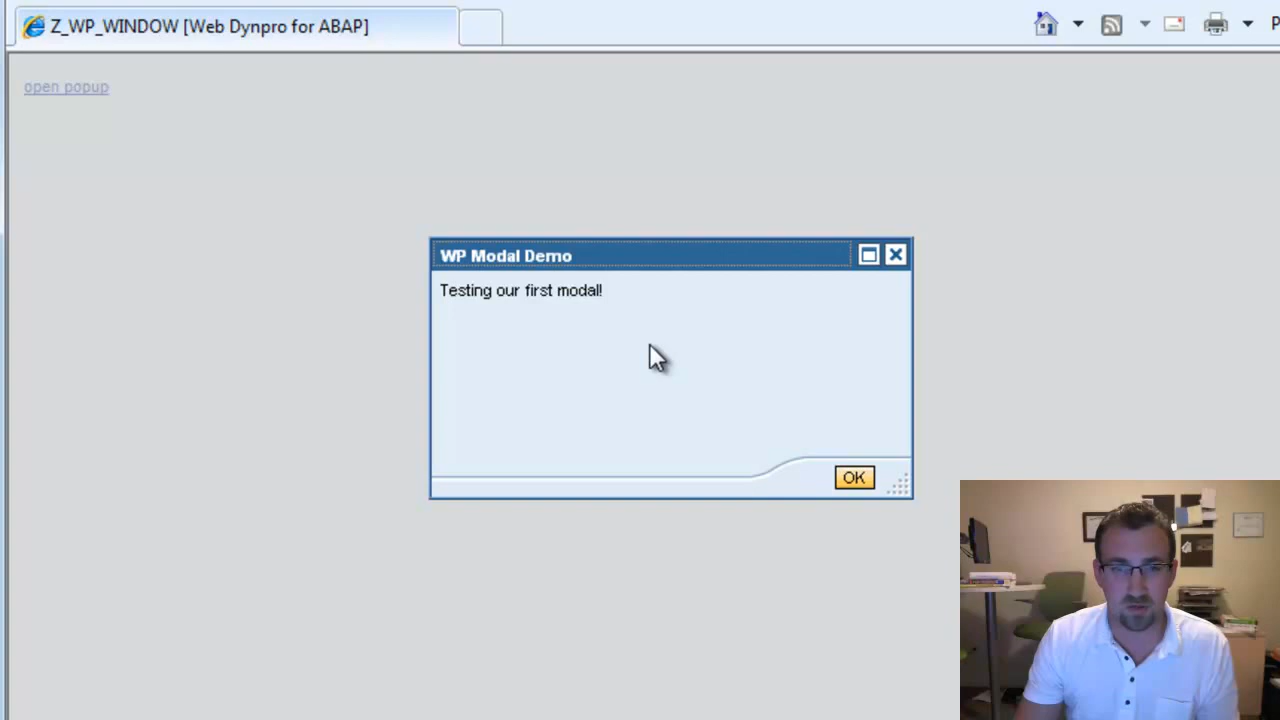 Z_WP_WINDOW [Web Dynpro for ABAP]
P
open popup
WP Modal Demo
Testing our first modal!
OK